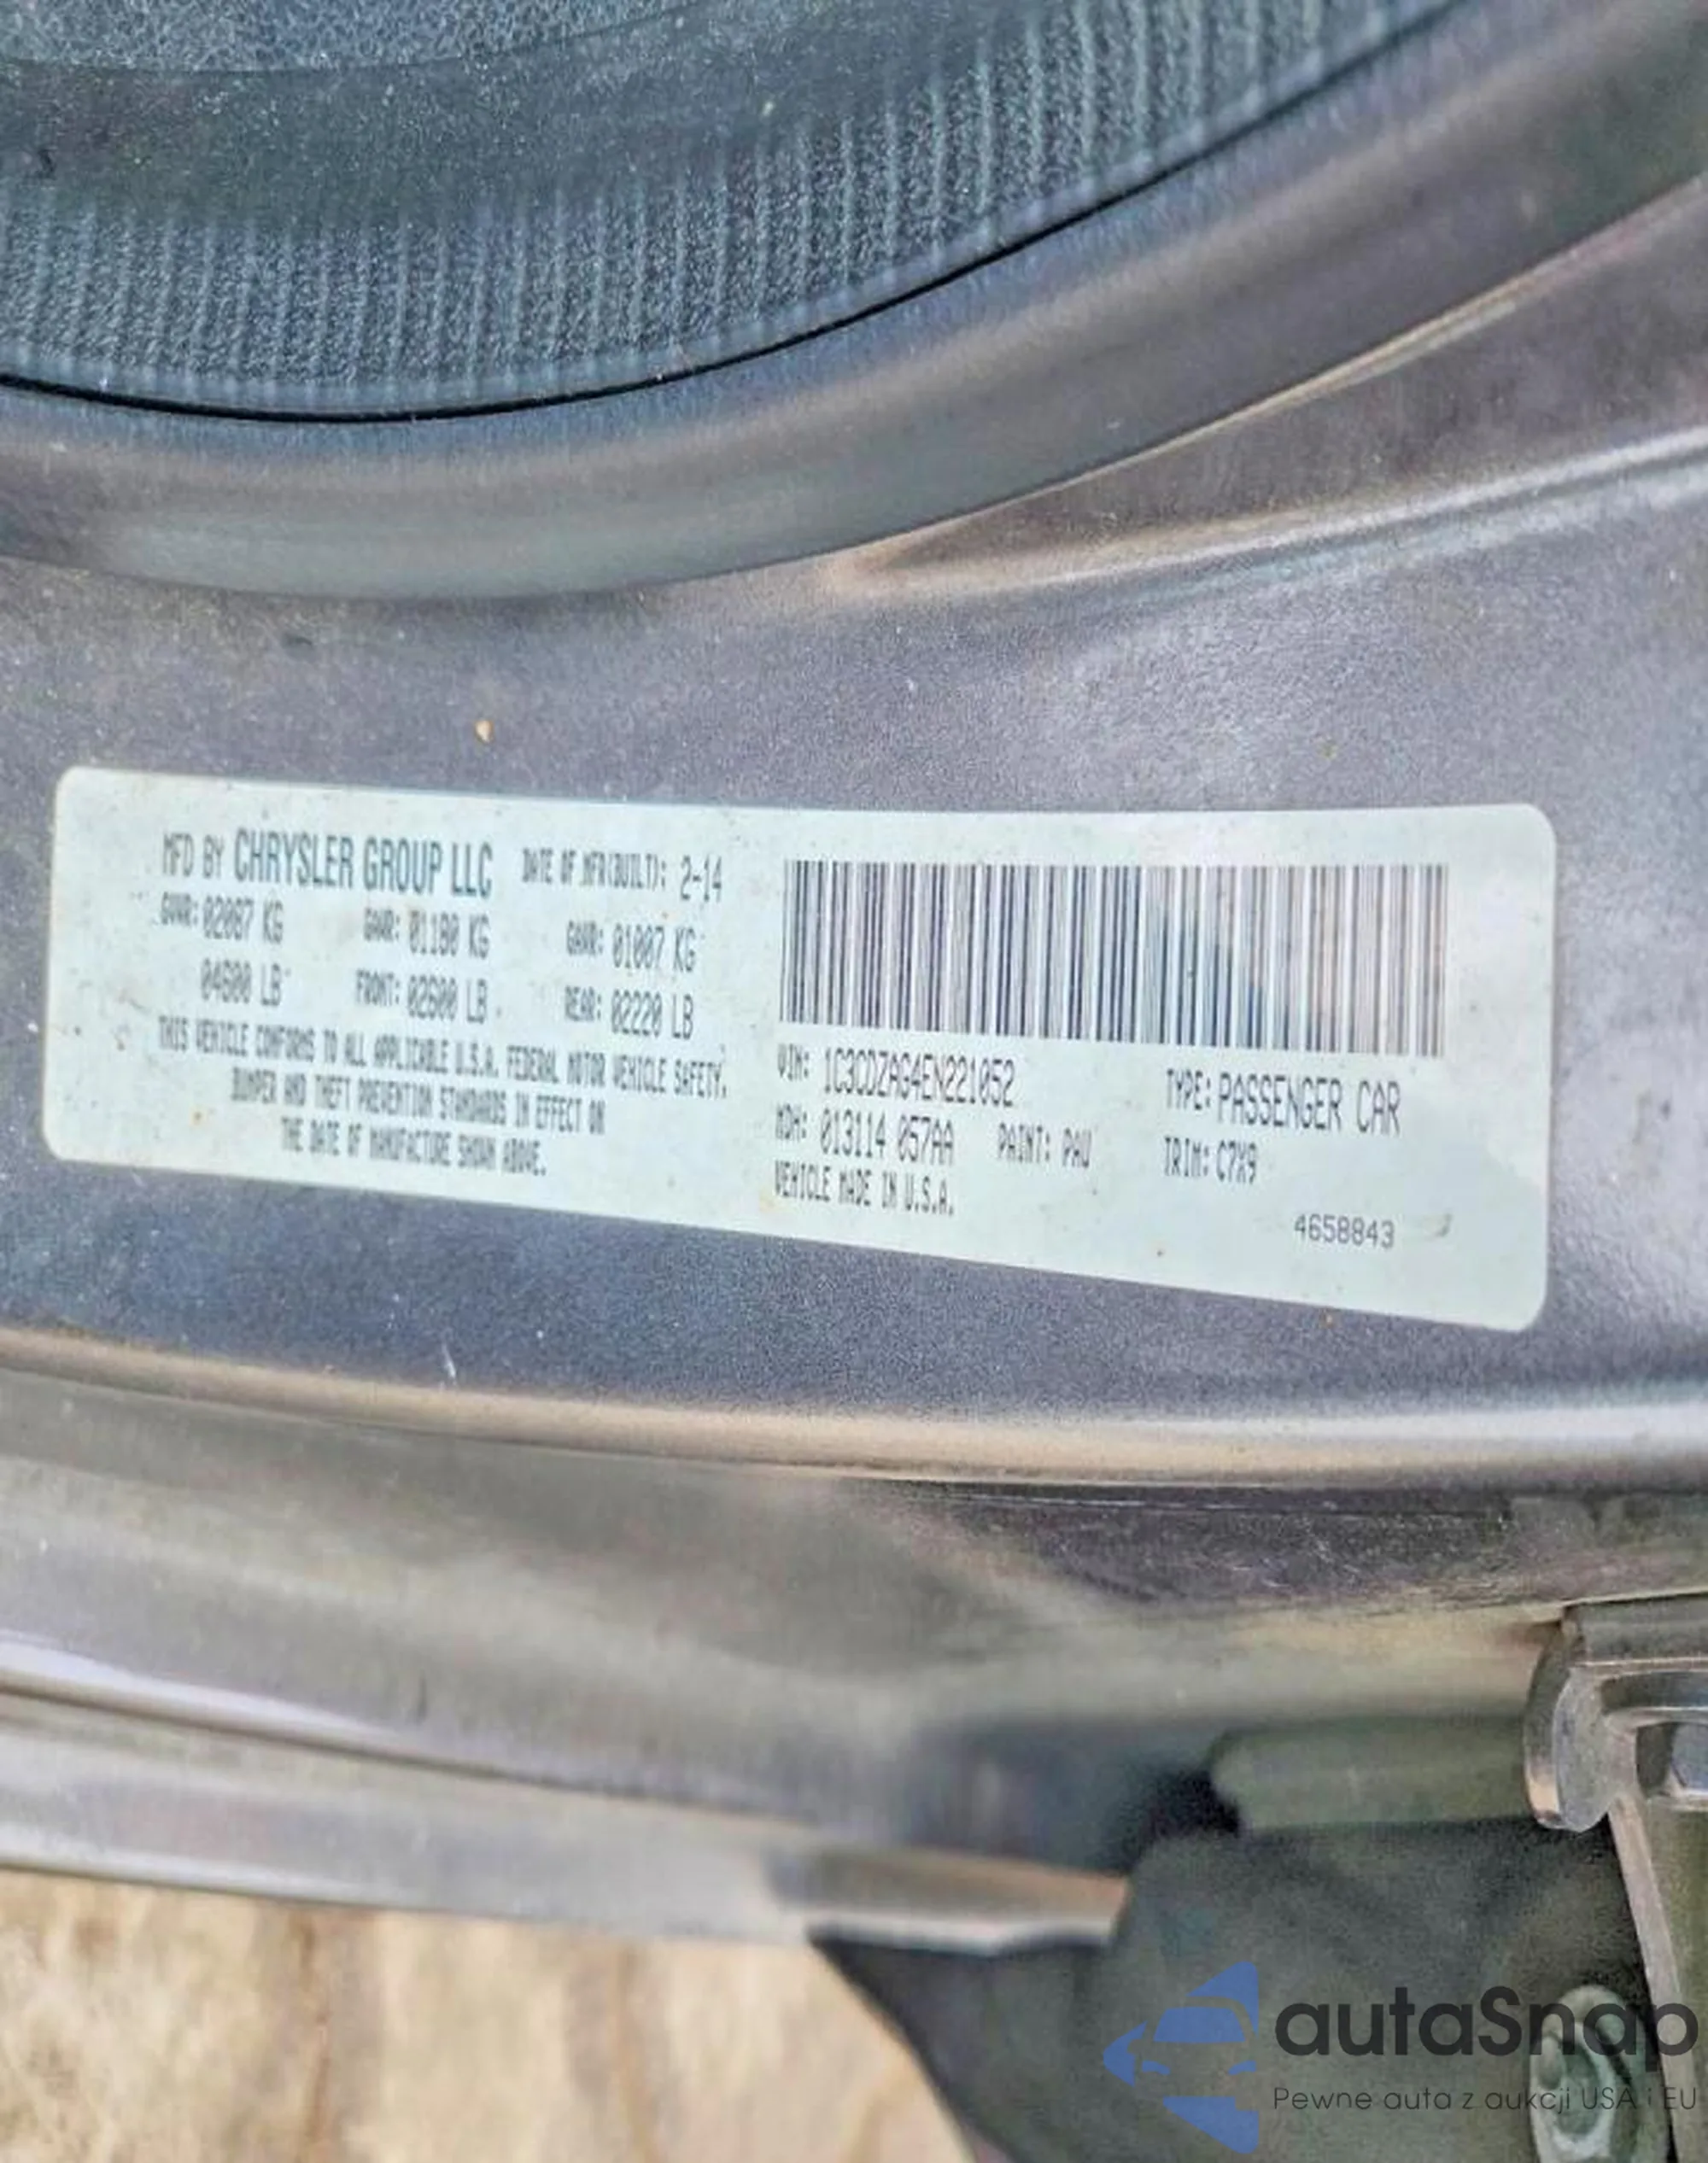 MFD BY CHRYSLER GROUP LLC DATE OF MFR(BUILT): 2-14
GVWR: 02087 KG GAWR: 01180 KG GAWR: 01007 KG
04600 LB FRONT: 02600 LB REAR: 02220 LB
THIS VEHICLE CONFORMS TO ALL APPLICABLE U.S.A. FEDERAL MOTOR VEHICLE SAFETY,
BUMPER AND THEFT PREVENTION STANDARDS IN EFFECT ON
THE DATE OF MANUFACTURE SHOWN ABOVE.
VIN: 1C3CDZAG4EN221052 TYPE: PASSENGER CAR
MDH: 013114 057AA PAINT: PAU TRIM: C7X9
VEHICLE MADE IN U.S.A.
4658843
autaSnap
Pewne auta z aukcji USA i EU